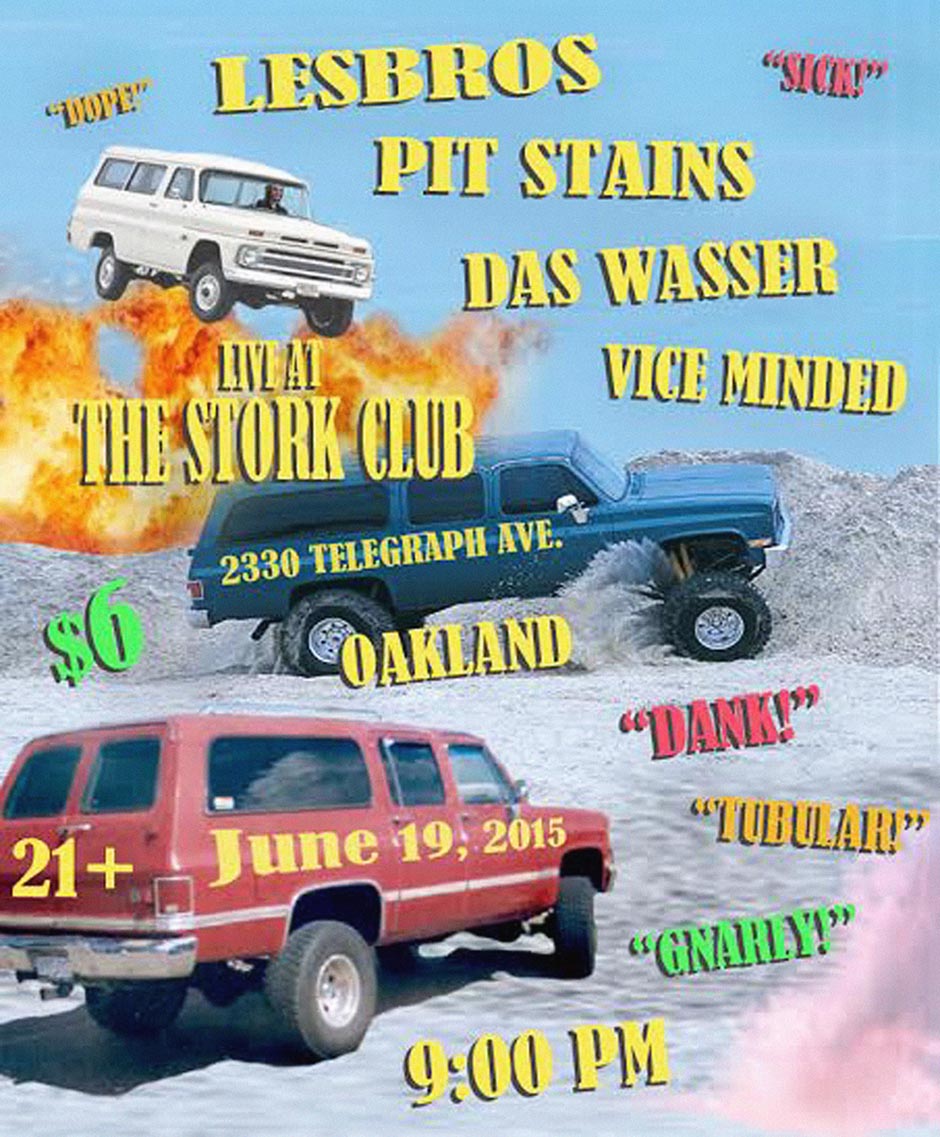 LESBROS
"DOPE!"
"SICK!"
PIT STAINS
DAS WASSER
VICE MINDED
LIVE AT
THE STORK CLUB
2330 TELEGRAPH AVE.
OAKLAND
$6
"DANK!"
"TUBULAR!"
21+
June 19, 2015
"GNARLY!"
9:00 PM